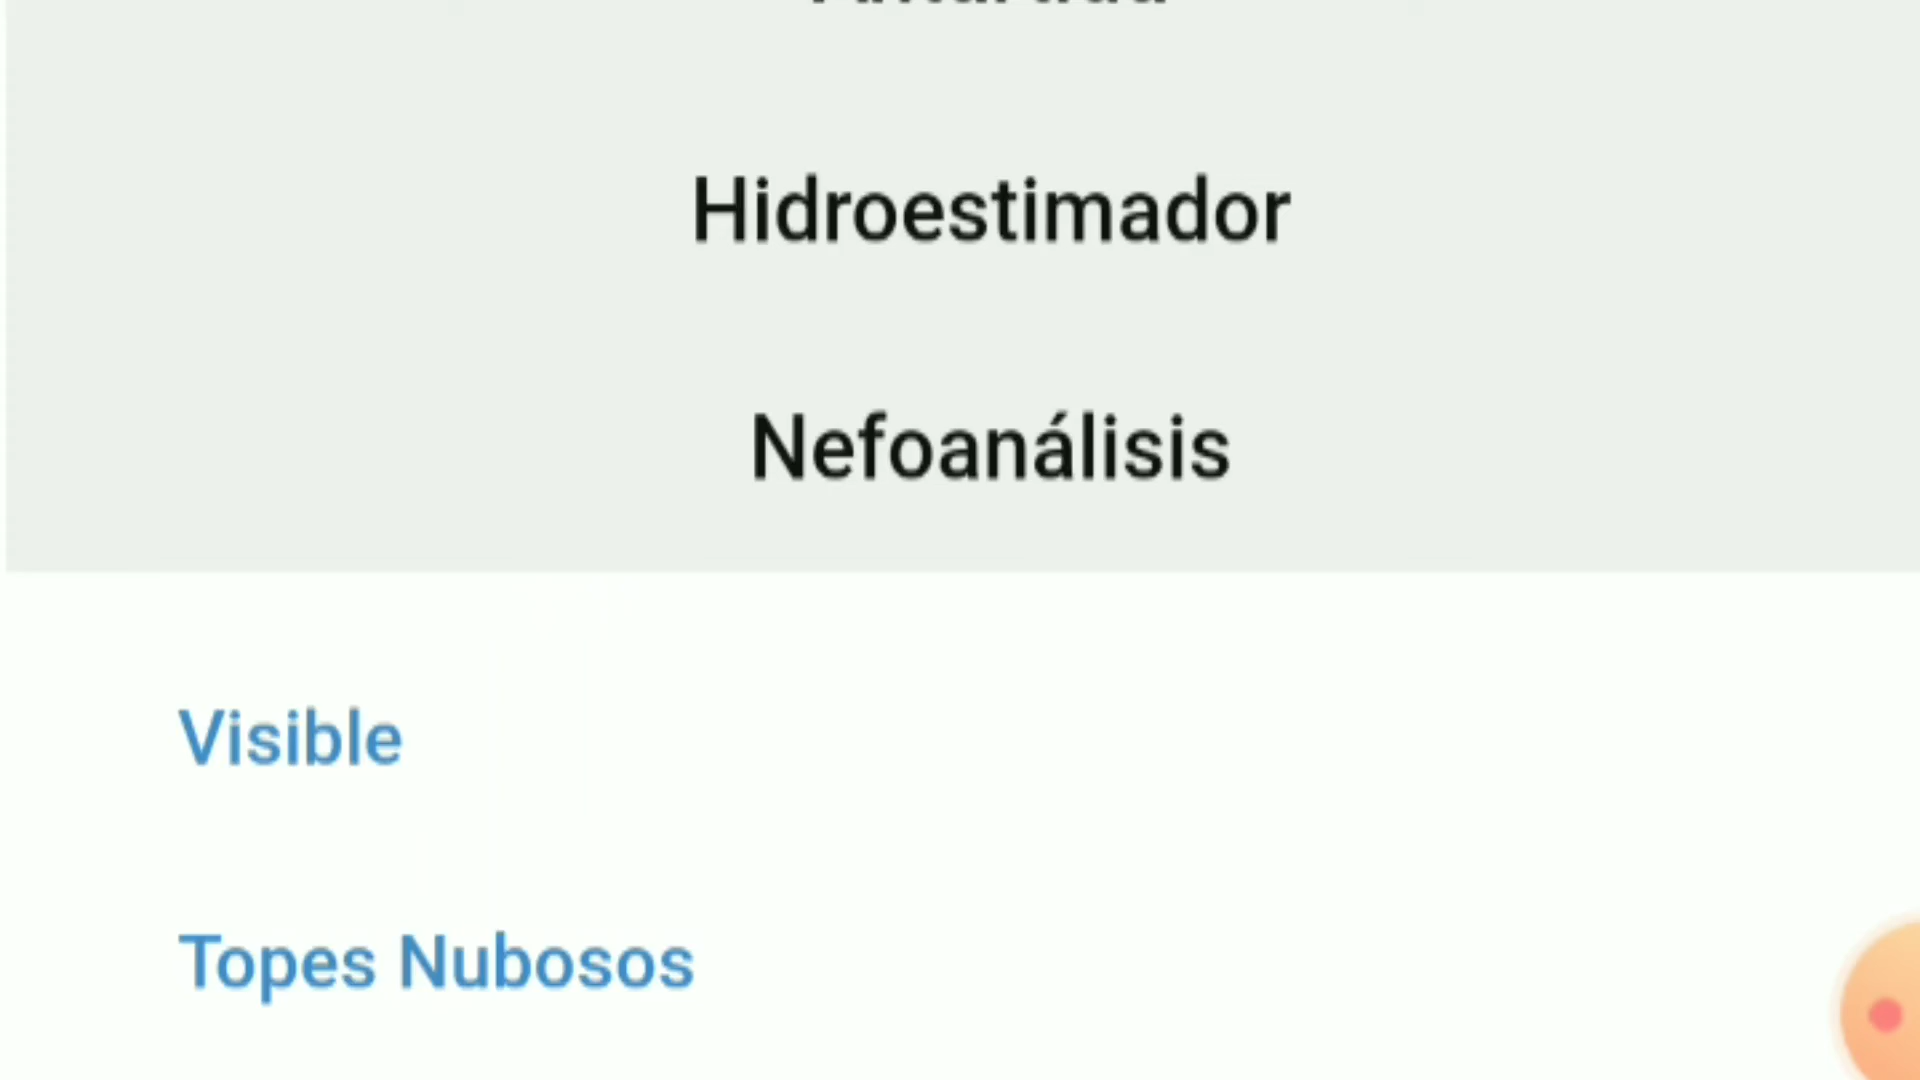 Hidroestimador
Nefoanálisis
Visible
Topes Nubosos